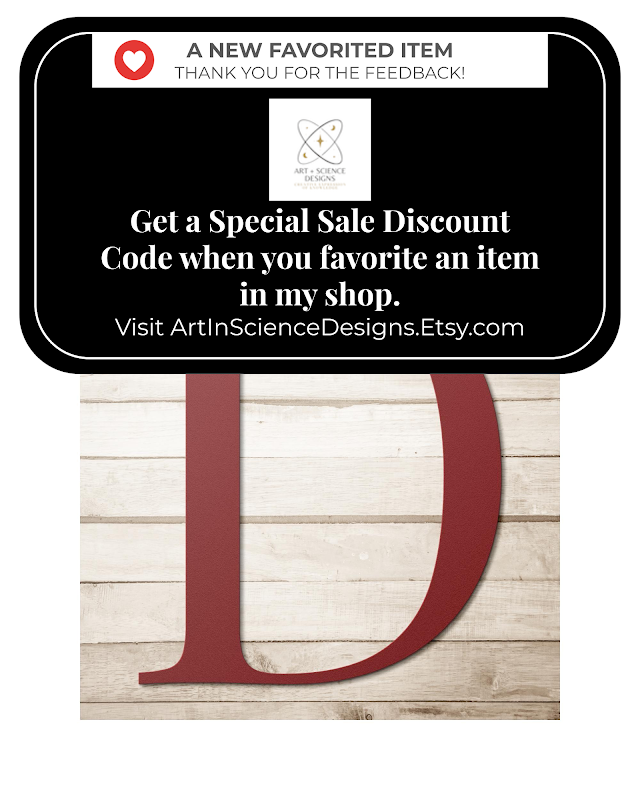 A NEW FAVORITED ITEM
THANK YOU FOR THE FEEDBACK!
ART + SCIENCE
DESIGNS
Get a Special Sale Discount
Code when you favorite an item
in my shop.
Visit ArtInScienceDesigns.Etsy.com
D